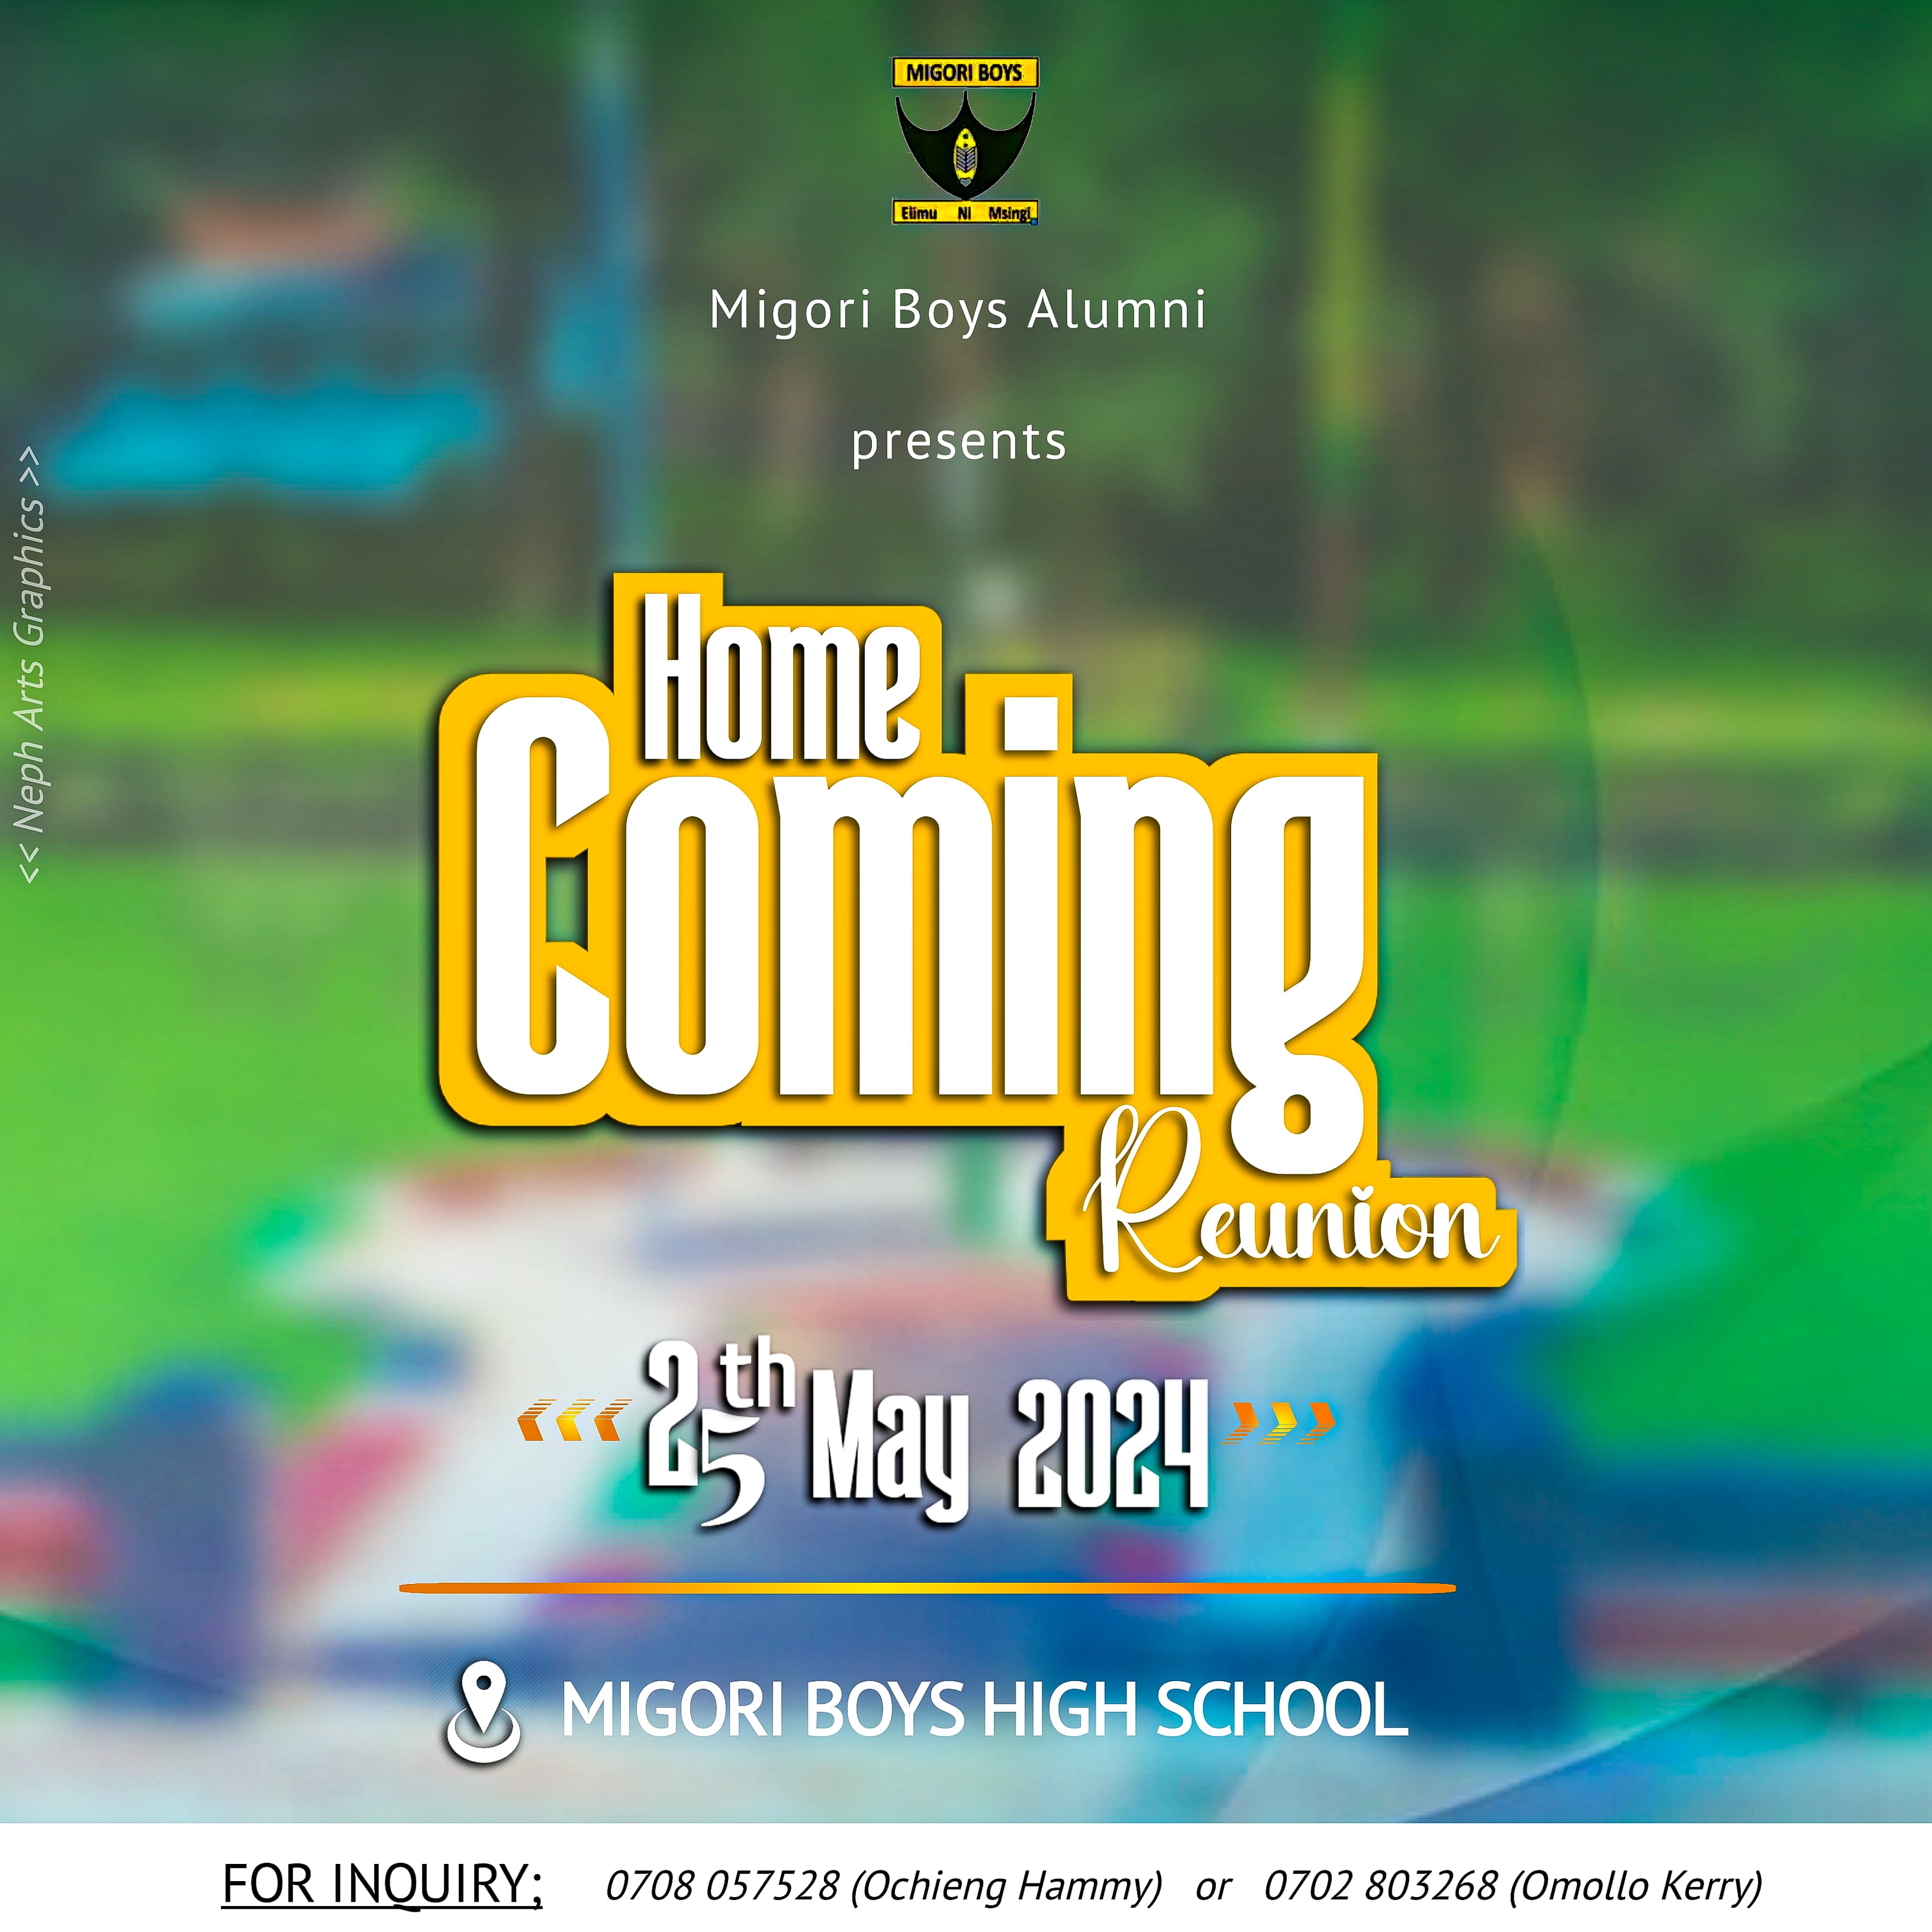 MIGORI BOYS
Elimu Ni Msingi
Migori Boys Alumni
presents
<< Neph Arts Graphics >>
Home
Coming
Reunion
25th May 2024
MIGORI BOYS HIGH SCHOOL
FOR INQUIRY; 0708 057528 (Ochieng Hammy) or 0702 803268 (Omollo Kerry)